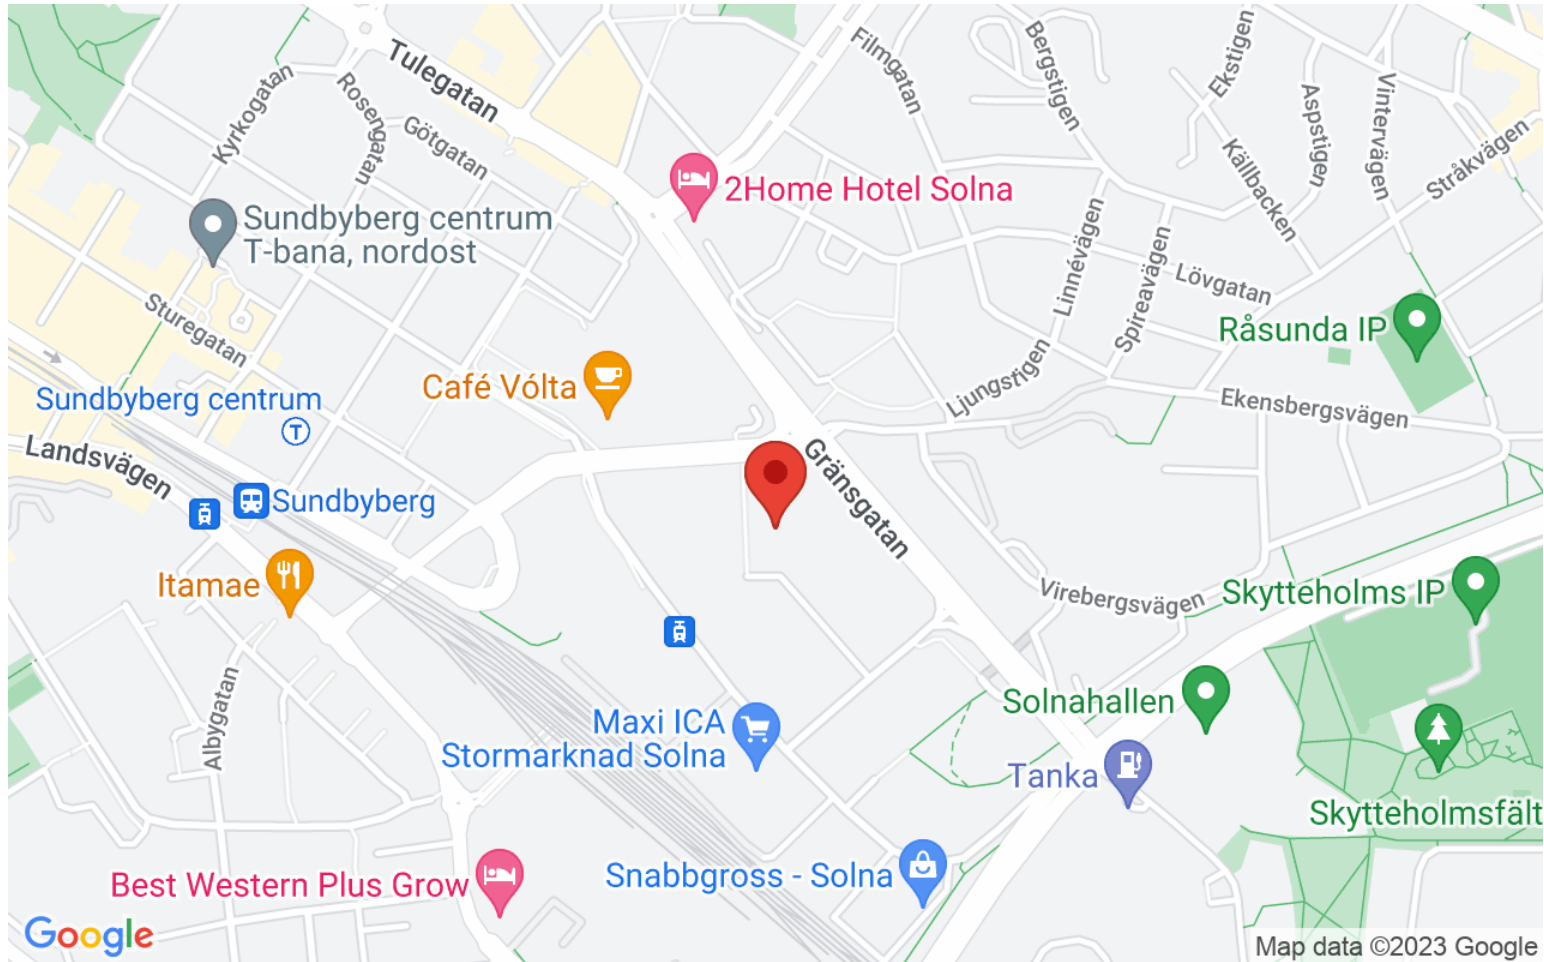 Tulegatan
Filmgatan
Bergstigen
Ekstigen
Kyrkogatan
Rosengatan
Götgatan
Aspstigen
Vintervägen
Stråkvägen
Källbacken
2Home Hotel Solna
Sundbyberg centrum
T-bana, nordost
Linnévägen
Spireavägen
Lövgatan
Sturegatan
Råsunda IP
Café Vólta
Ljungstigen
Ekensbergsvägen
Sundbyberg centrum
T
Landsvägen
Gränsgatan
Sundbyberg
Itamae
Virebergsvägen
Skytteholms IP
Albygatan
Solnahallen
Maxi ICA
Stormarknad Solna
Tanka
Skytteholmsfält
Best Western Plus Grow
Snabbgross - Solna
Google
Map data ©2023 Google